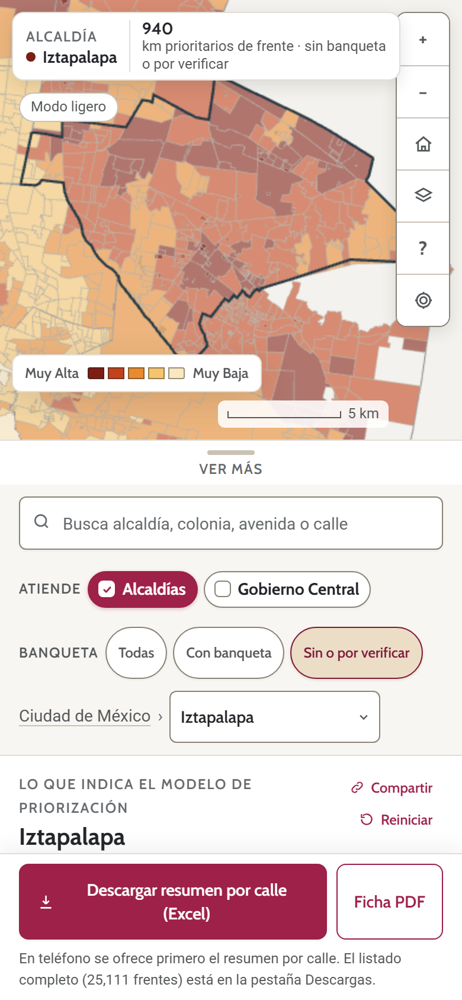 ALCALDÍA
Iztapalapa
940
km prioritarios de frente · sin banqueta
o por verificar
+
−
Modo ligero
?
Muy Alta
Muy Baja
5 km
VER MÁS
Busca alcaldía, colonia, avenida o calle
ATIENDE
Alcaldías
Gobierno Central
BANQUETA
Todas
Con banqueta
Sin o por verificar
Ciudad de México ›
Iztapalapa
LO QUE INDICA EL MODELO DE
PRIORIZACIÓN
Iztapalapa
Compartir
Reiniciar
Descargar resumen por calle
(Excel)
Ficha PDF
En teléfono se ofrece primero el resumen por calle. El listado
completo (25,111 frentes) está en la pestaña Descargas.